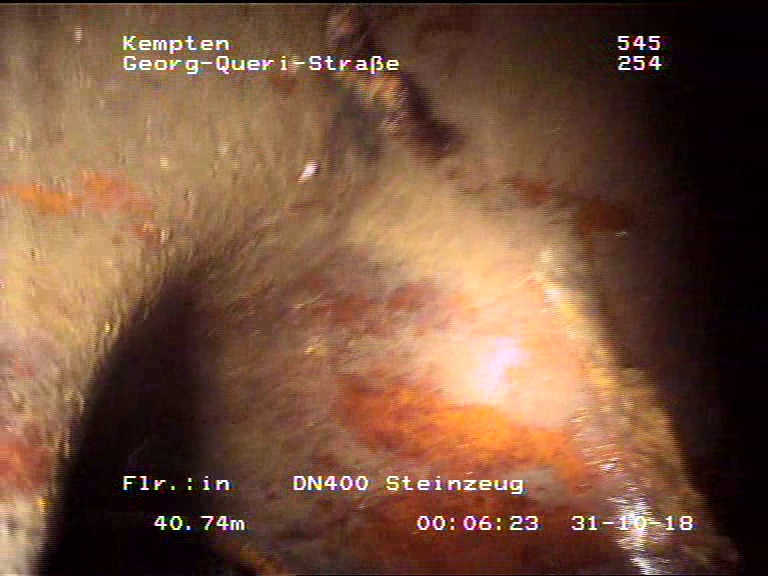 Kempten 545
Georg-Queri-Straße 254
Flr.:in DN400 Steinzeug
40.74m 00:06:23 31-10-18